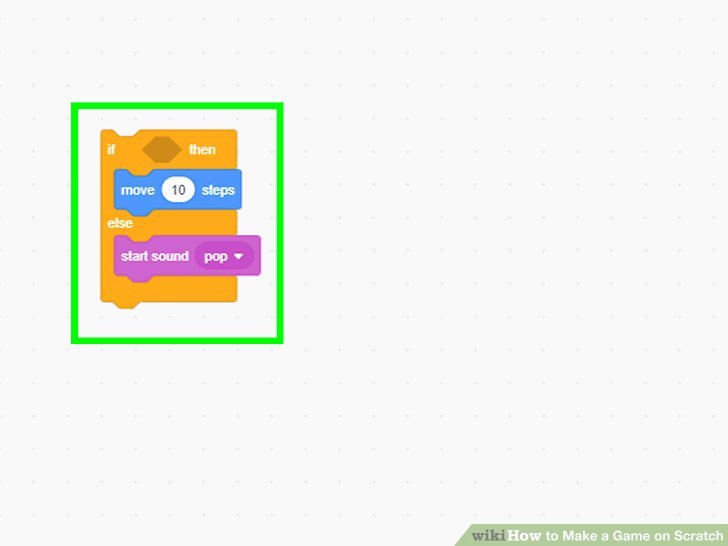 if then
move 10 steps
else
start sound pop
wikiHow to Make a Game on Scratch